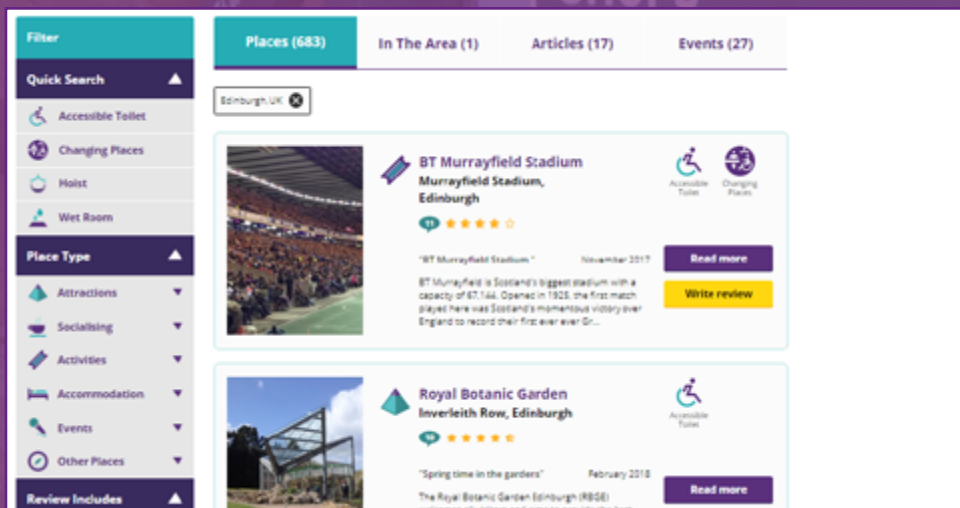 Filter
Quick Search
Accessible Toilet
Changing Places
Hoist
Wet Room
Place Type
Attractions
Socialising
Activities
Accommodation
Events
Other Places
Review Includes
Places (683)
In The Area (1)
Articles (17)
Events (27)
Edinburgh, UK
BT Murrayfield Stadium
Murrayfield Stadium,
Edinburgh
11
Accessible
Toilet
Changing
Places
"BT Murrayfield Stadium "
November 2017
BT Murrayfield is Scotland's biggest stadium with a
capacity of 67,144. Opened in 1925, the first match
played here was Scotland's momentous victory over
England to record their first ever ever Gr...
Read more
Write review
Royal Botanic Garden
Inverleith Row, Edinburgh
Accessible
Toilet
"Spring time in the gardens"
February 2018
The Royal Botanic Garden Edinburgh (RBGE)
Read more